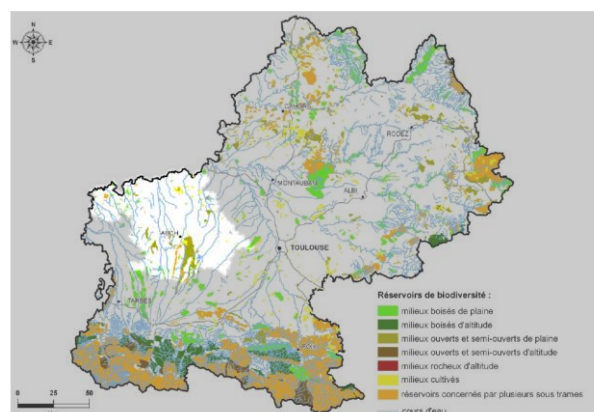 N
W E
S
CAHORS
RODEZ
MONTAUBAN
ALBI
AUCH
TOULOUSE
TARBES
FOIX
Réservoirs de biodiversité :
milieux boisés de plaine
milieux boisés d'altitude
milieux ouverts et semi-ouverts de plaine
milieux ouverts et semi-ouverts d'altitude
milieux rocheux d'altitude
milieux cultivés
réservoirs concernés par plusieurs sous trames
cours d'eau
0 25 50